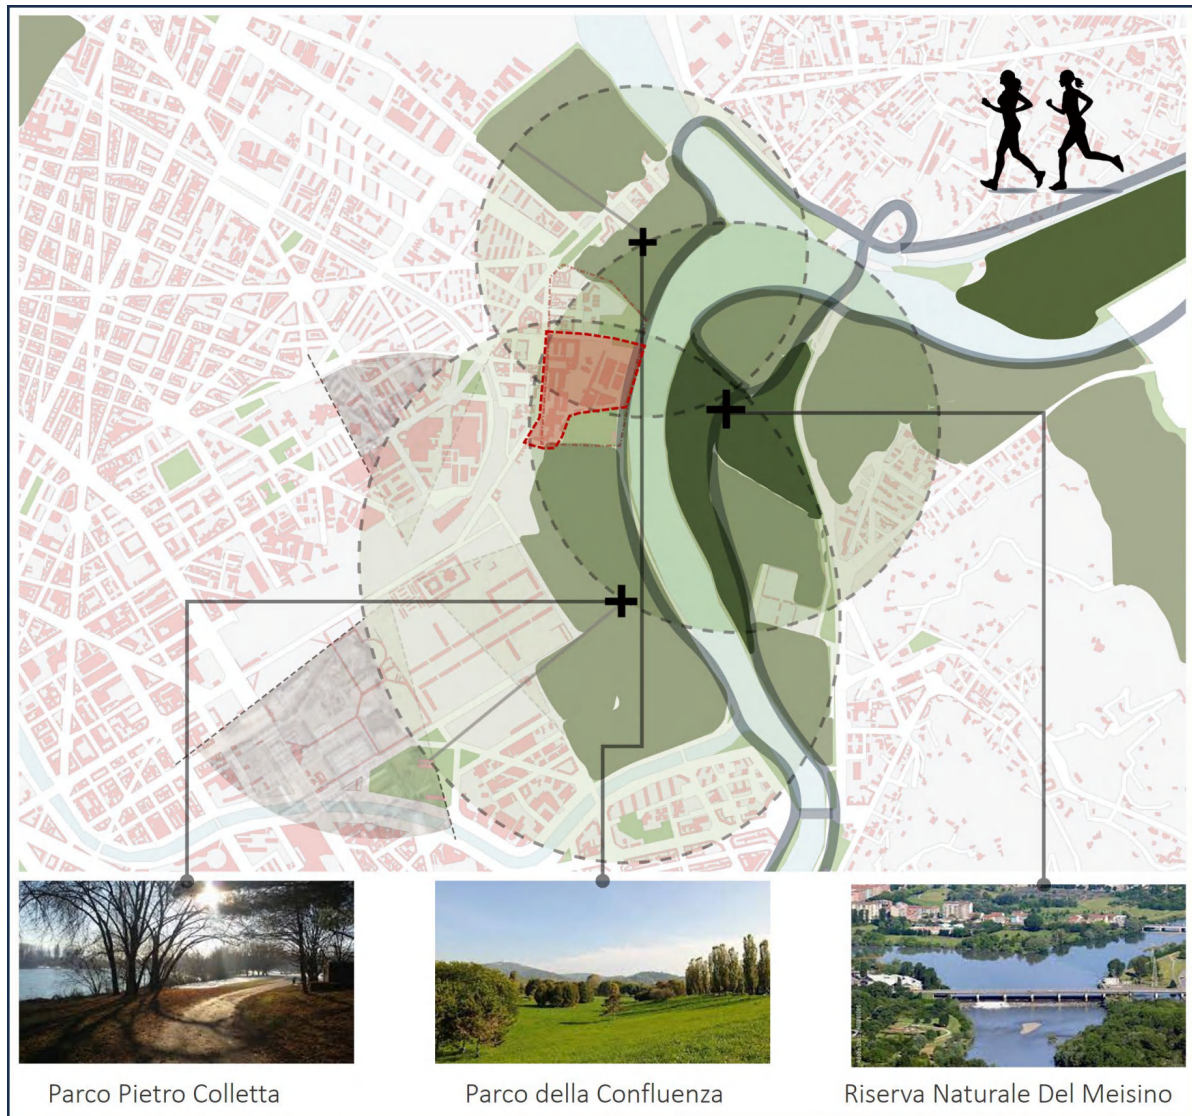 Parco Pietro Colletta
Parco della Confluenza
Riserva Naturale Del Meisino